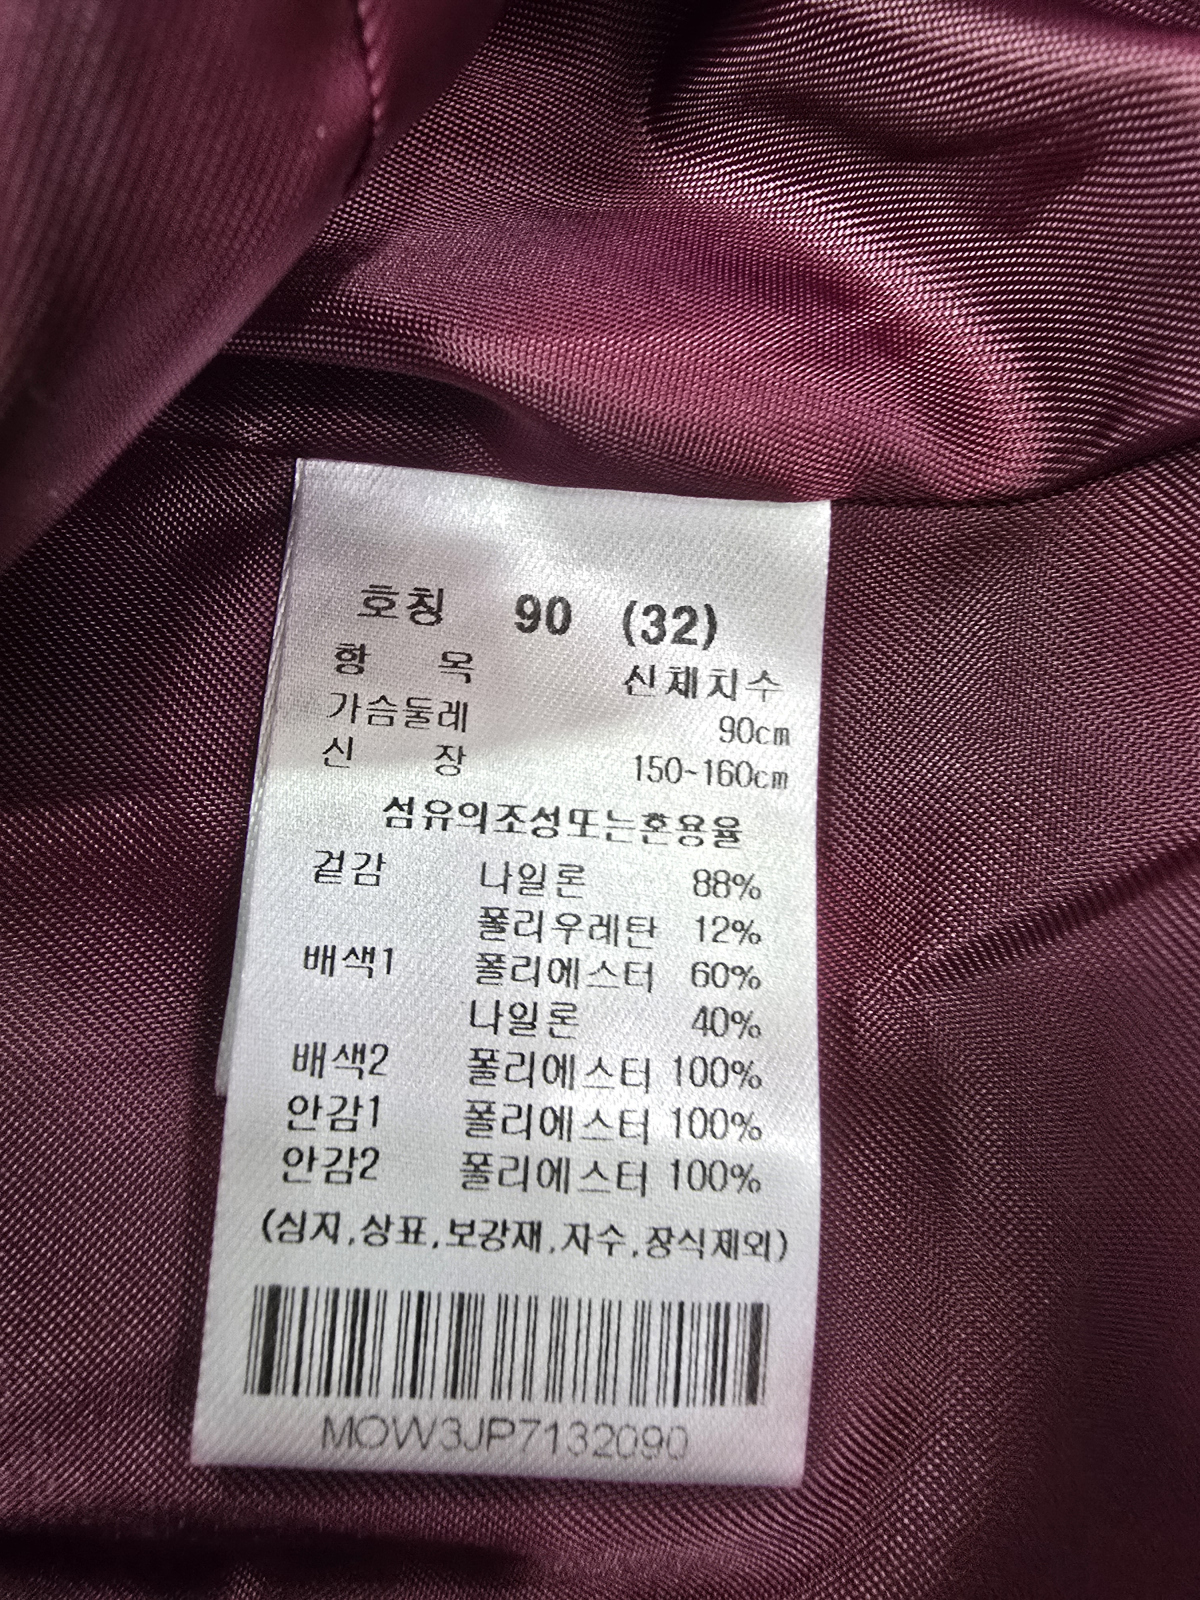 호칭 90 (32)
항 목 신체치수
가슴둘레 90cm
신 장 150~160cm
섬유의조성또는혼용율
겉감 나일론 88%
폴리우레탄 12%
배색1 폴리에스터 60%
나일론 40%
배색2 폴리에스터 100%
안감1 폴리에스터 100%
안감2 폴리에스터 100%
(심지,상표,보강재,자수,장식제외)
MOW3JP7132090